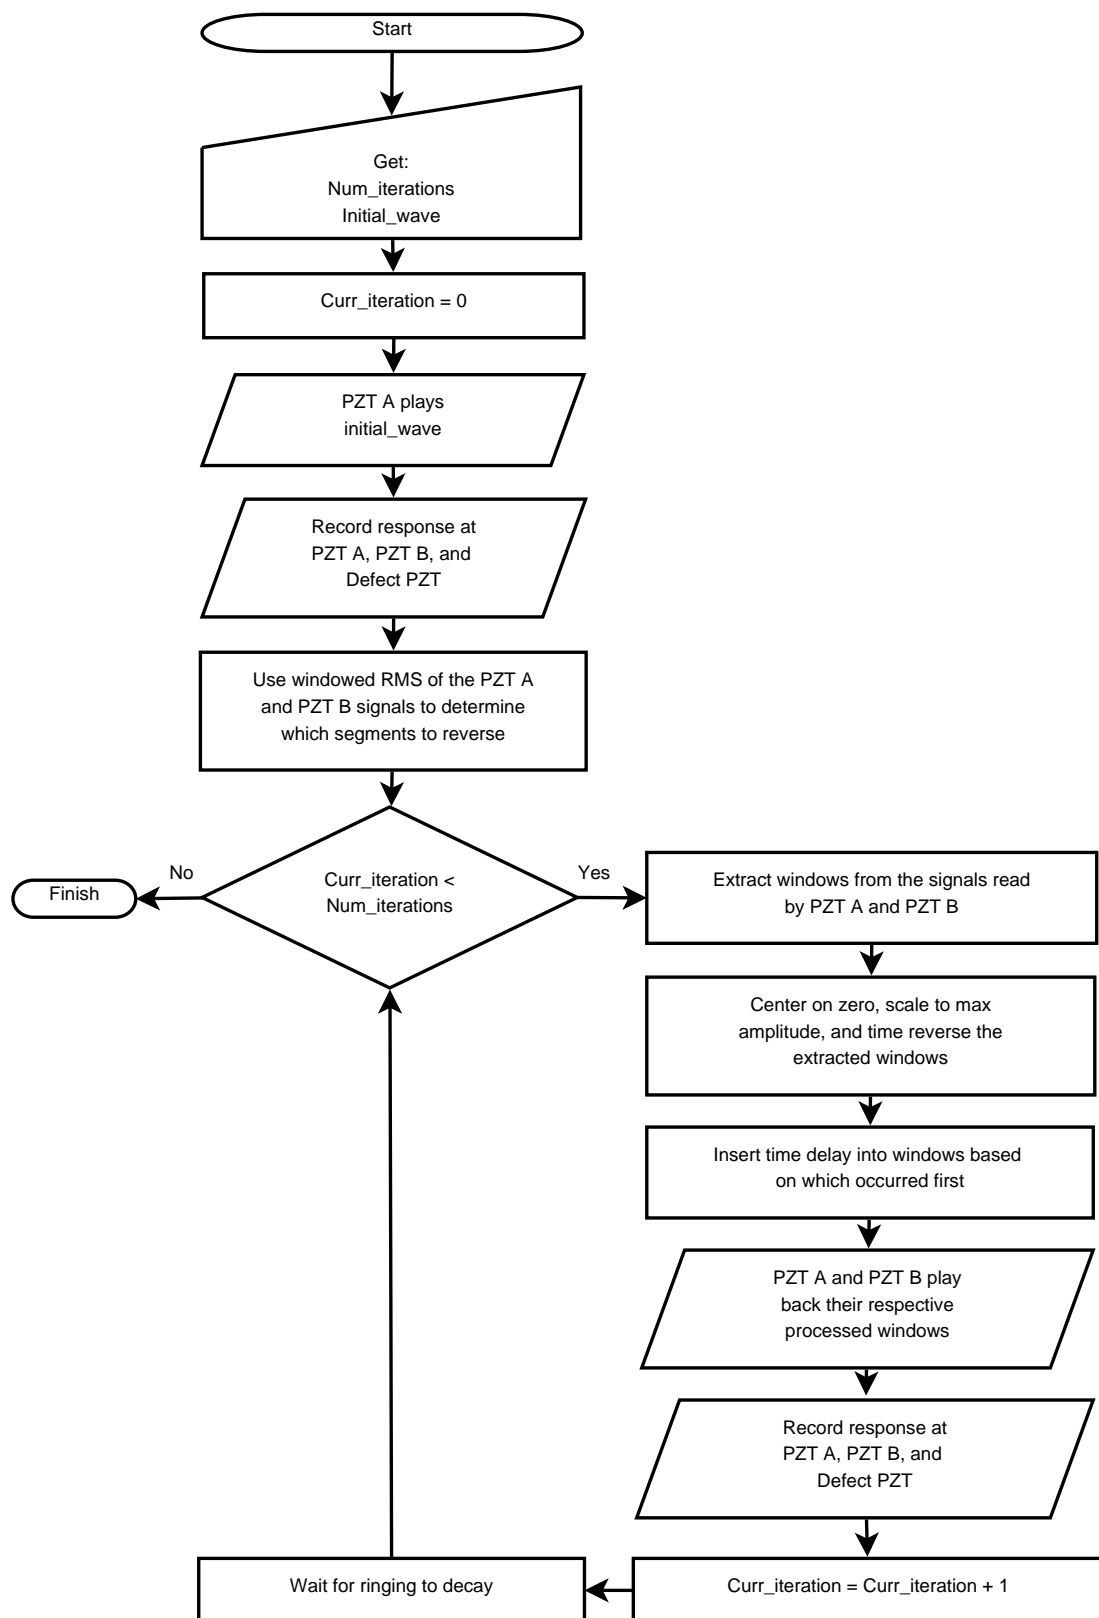 Start
Get:
Num_iterations
Initial_wave
Curr_iteration = 0
PZT A plays
initial_wave
Record response at
PZT A, PZT B, and
Defect PZT
Use windowed RMS of the PZT A
and PZT B signals to determine
which segments to reverse
Curr_iteration <
Num_iterations
No
Finish
Yes
Extract windows from the signals read
by PZT A and PZT B
Center on zero, scale to max
amplitude, and time reverse the
extracted windows
Insert time delay into windows based
on which occurred first
PZT A and PZT B play
back their respective
processed windows
Record response at
PZT A, PZT B, and
Defect PZT
Curr_iteration = Curr_iteration + 1
Wait for ringing to decay